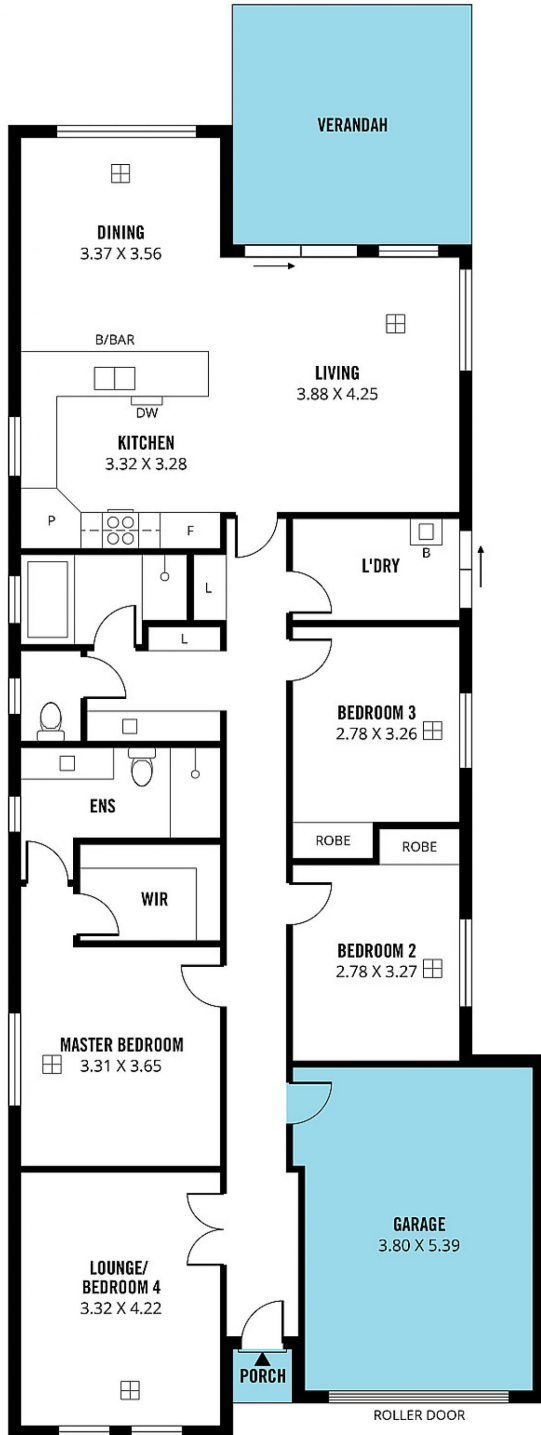 VERANDAH
DINING
3.37 X 3.56
B/BAR
LIVING
3.88 X 4.25
DW
KITCHEN
3.32 X 3.28
P
F
B
L'DRY
L
L
BEDROOM 3
2.78 X 3.26
ENS
ROBE
ROBE
WIR
BEDROOM 2
2.78 X 3.27
MASTER BEDROOM
3.31 X 3.65
GARAGE
3.80 X 5.39
LOUNGE/
BEDROOM 4
3.32 X 4.22
PORCH
ROLLER DOOR